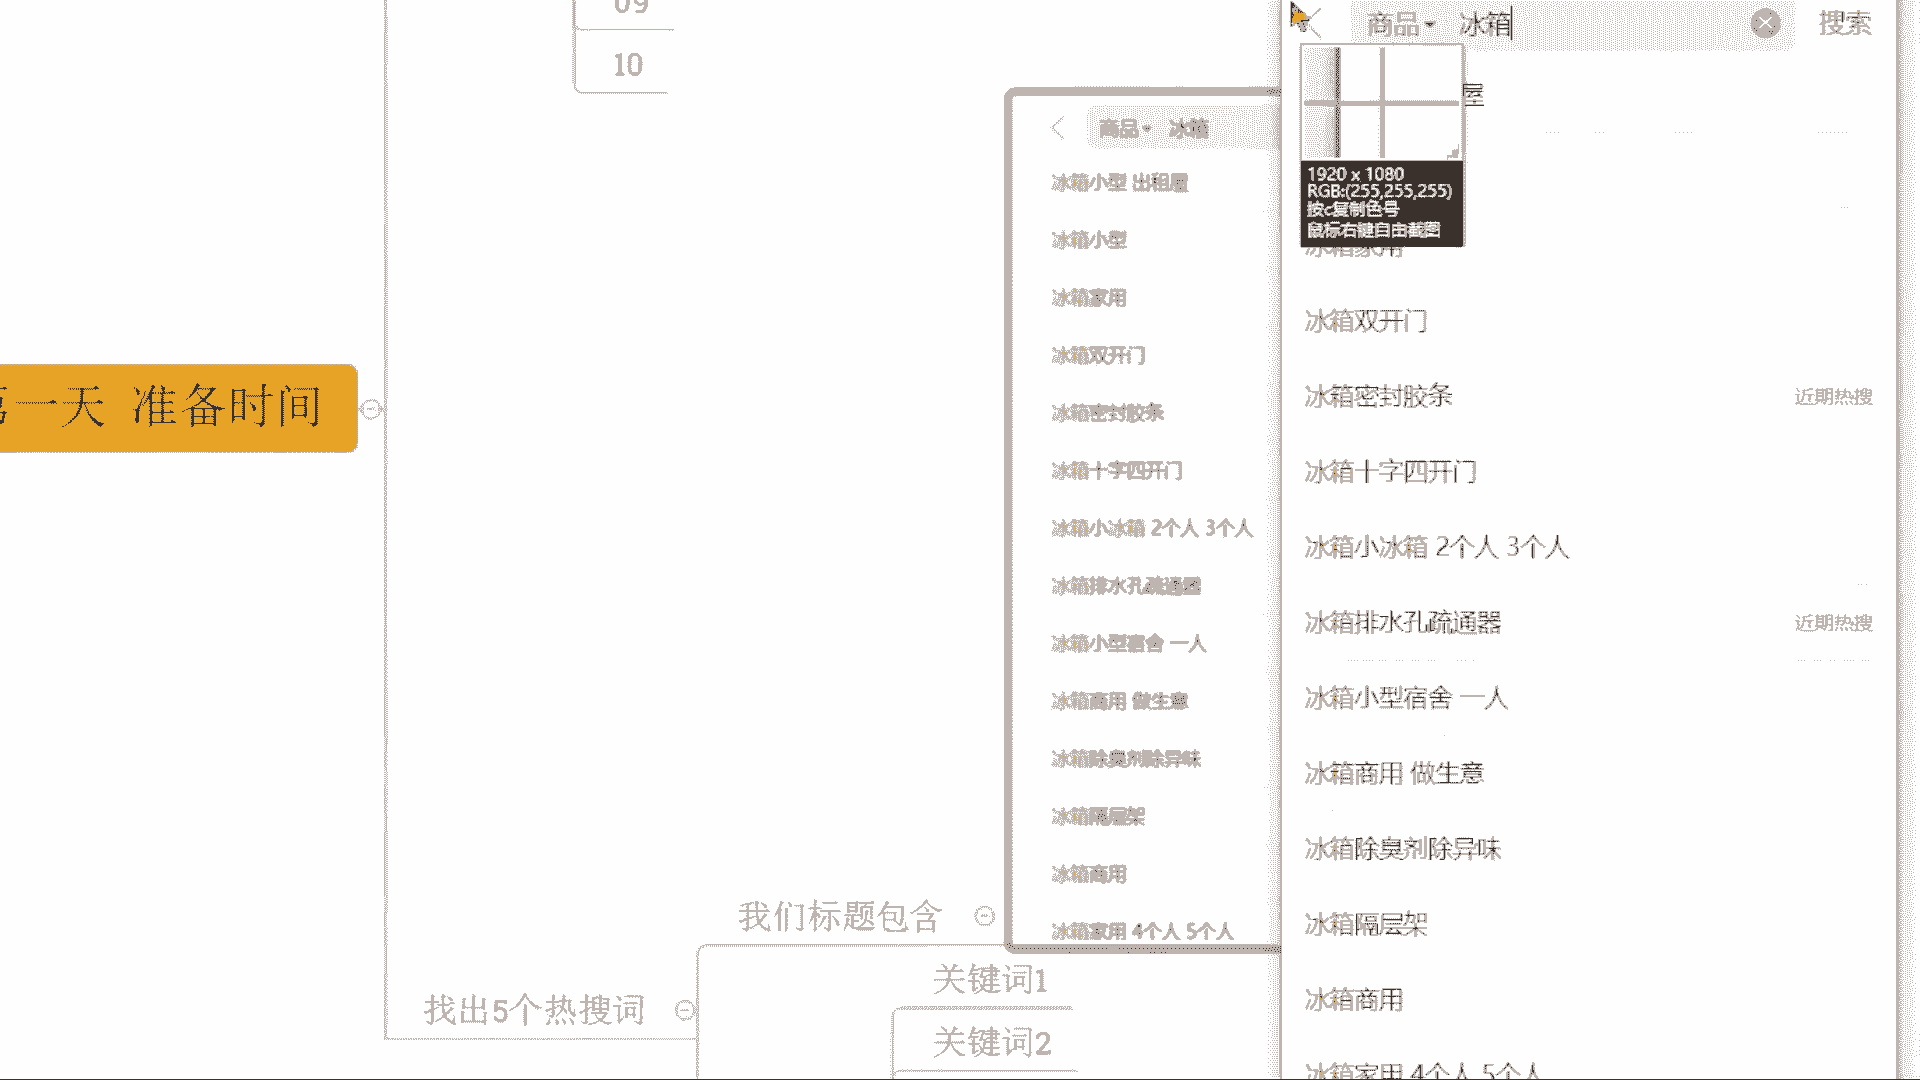 09
10
第一天 准备时间
找出5个热搜词
我们标题包含
关键词1
关键词2
商品 冰箱
冰箱小型 出租屋
冰箱小型
冰箱家用
冰箱双开门
冰箱密封胶条
冰箱十字四开门
冰箱小冰箱 2个人 3个人
冰箱排水孔疏通器
冰箱小型宿舍 一人
冰箱商用 做生意
冰箱除臭剂除异味
冰箱隔层架
冰箱商用
冰箱家用 4个人 5个人
商品 冰箱 搜索
屋
1920 x 1080
RGB:(255,255,255)
按c复制色号
鼠标右键自由截图
冰箱家用
冰箱双开门
冰箱密封胶条 近期热搜
冰箱十字四开门
冰箱小冰箱 2个人 3个人
冰箱排水孔疏通器 近期热搜
冰箱小型宿舍 一人
冰箱商用 做生意
冰箱除臭剂除异味
冰箱隔层架
冰箱商用
冰箱家用 4个人 5个人